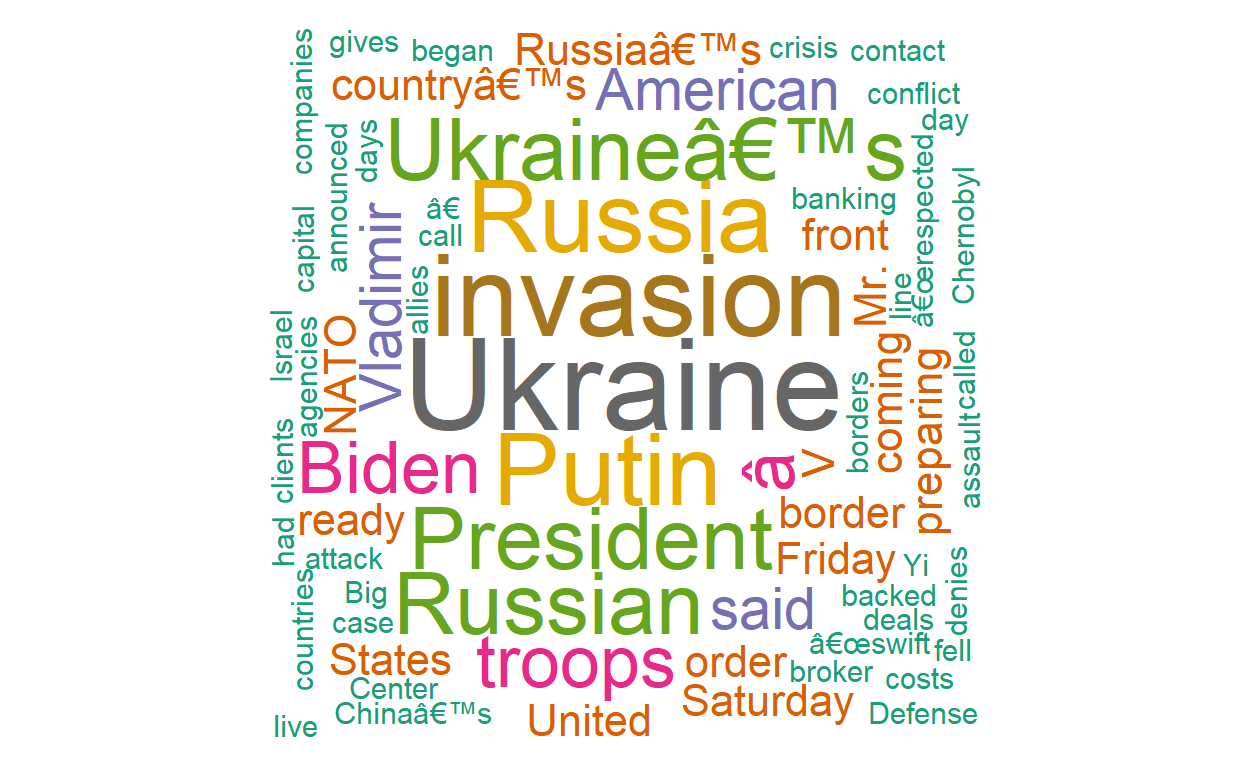 gives
began
Russiaâ€™s
crisis
contact
companies
countryâ€™s
American
conflict
day
announced
days
Ukraineâ€™s
â€œrespected
Chernobyl
â€
call
Russia
banking
front
capital
Vladimir
allies
invasion
Mr.
line
Israel
agencies
NATO
Ukraine
borders
coming
preparing
called
assault
clients
Biden
Putin
â
V
had
ready
President
border
attack
Friday
Yi
denies
countries
Big
case
Russian
said
backed
deals
States
troops
order
â€œswift
fell
broker
costs
Center
Chinaâ€™s
Saturday
live
United
Defense